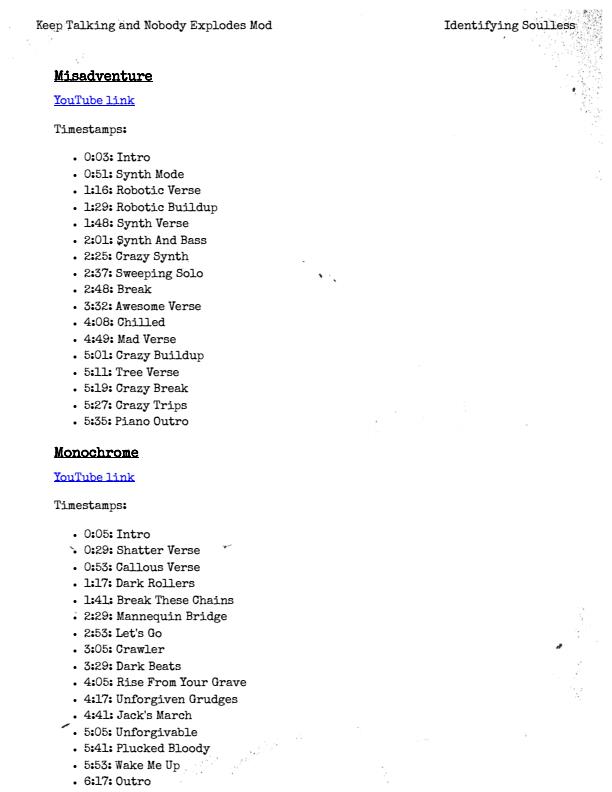 Keep Talking and Nobody Explodes Mod
Identifying Soulless
Misadventure
YouTube link
Timestamps:
• 0:03: Intro
• 0:51: Synth Mode
• 1:16: Robotic Verse
• 1:29: Robotic Buildup
• 1:48: Synth Verse
• 2:01: Synth And Bass
• 2:25: Crazy Synth
• 2:37: Sweeping Solo
• 2:48: Break
• 3:32: Awesome Verse
• 4:08: Chilled
• 4:49: Mad Verse
• 5:01: Crazy Buildup
• 5:11: Tree Verse
• 5:19: Crazy Break
• 5:27: Crazy Trips
• 5:35: Piano Outro
Monochrome
YouTube link
Timestamps:
• 0:05: Intro
• 0:29: Shatter Verse
• 0:53: Callous Verse
• 1:17: Dark Rollers
• 1:41: Break These Chains
• 2:29: Mannequin Bridge
• 2:53: Let's Go
• 3:05: Crawler
• 3:29: Dark Beats
• 4:05: Rise From Your Grave
• 4:17: Unforgiven Grudges
• 4:41: Jack's March
• 5:05: Unforgivable
• 5:41: Plucked Bloody
• 5:53: Wake Me Up
• 6:17: Outro